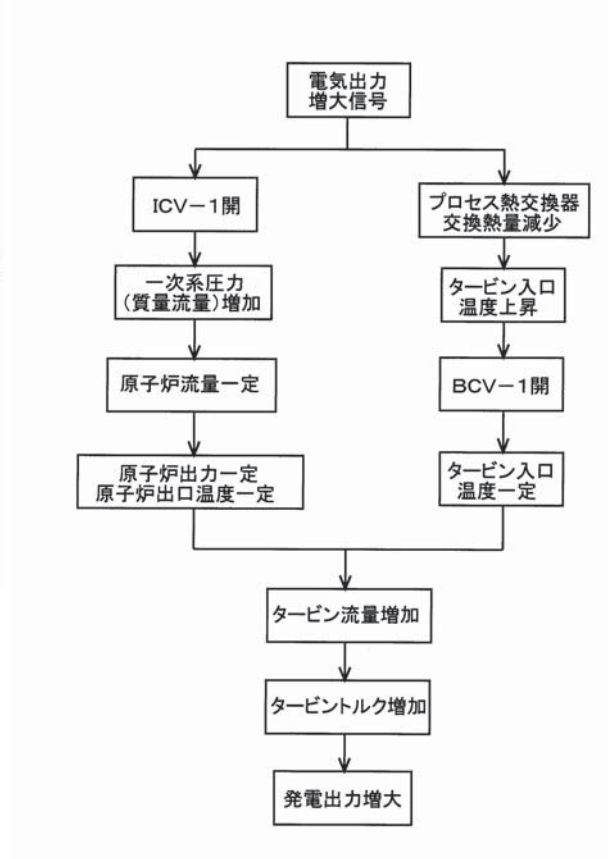 電気出力
増大信号
ICV－1開
一次系圧力
(質量流量)増加
原子炉流量一定
原子炉出力一定
原子炉出口温度一定
プロセス熱交換器
交換熱量減少
タービン入口
温度上昇
BCV－1開
タービン入口
温度一定
タービン流量増加
タービントルク増加
発電出力増大